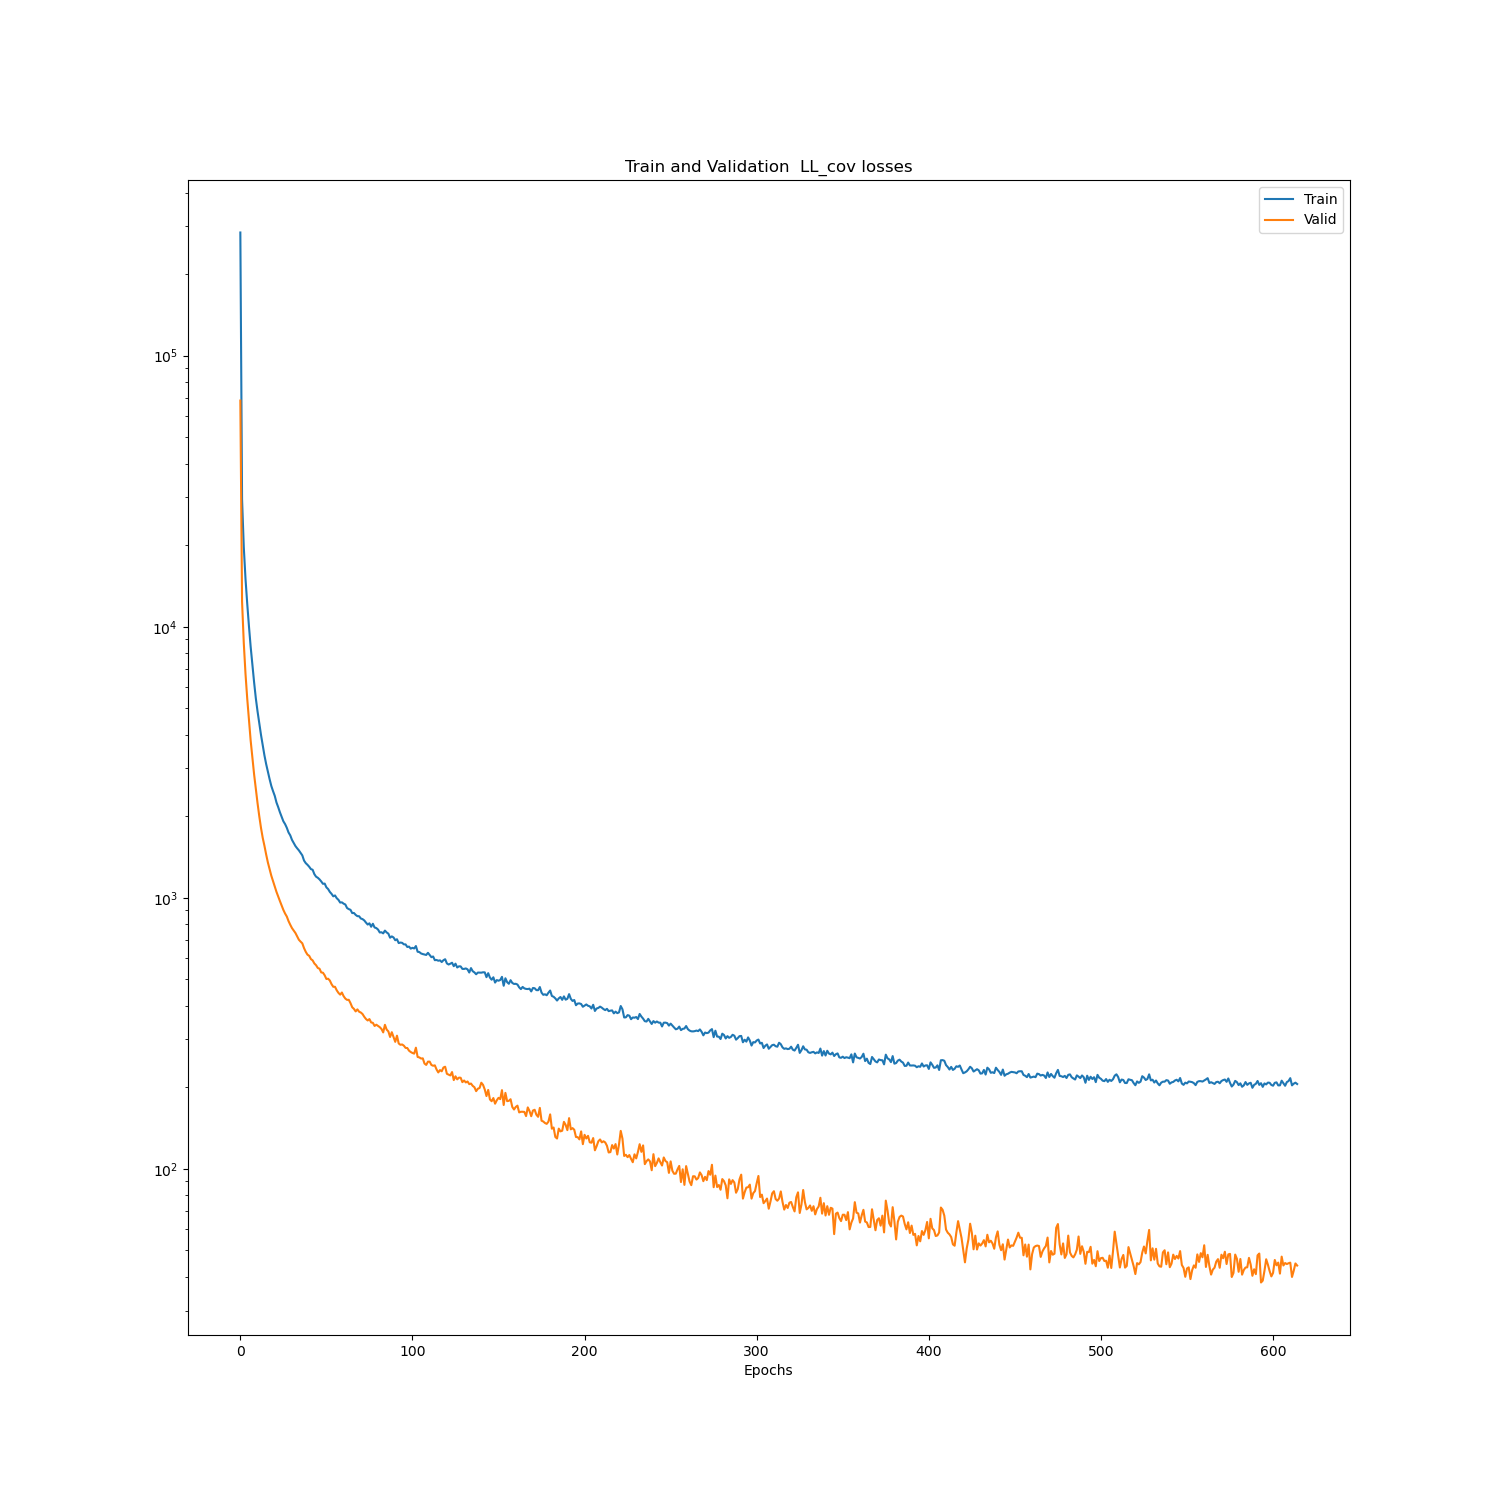 Train and Validation  LL_cov losses
Train
Valid
10^5
10^4
10^3
10^2
0 100 200 300 400 500 600
Epochs